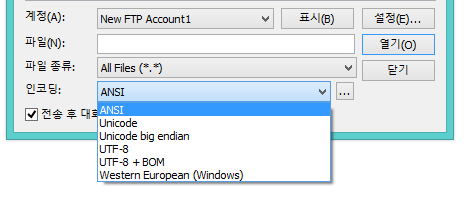 계정(A): New FTP Account1 표시(B) 설정(E)...
파일(N): 열기(O)
파일 종류: All Files (*.*) 닫기
인코딩: ANSI ...
전송 후 대
ANSI
Unicode
Unicode big endian
UTF-8
UTF-8 + BOM
Western European (Windows)